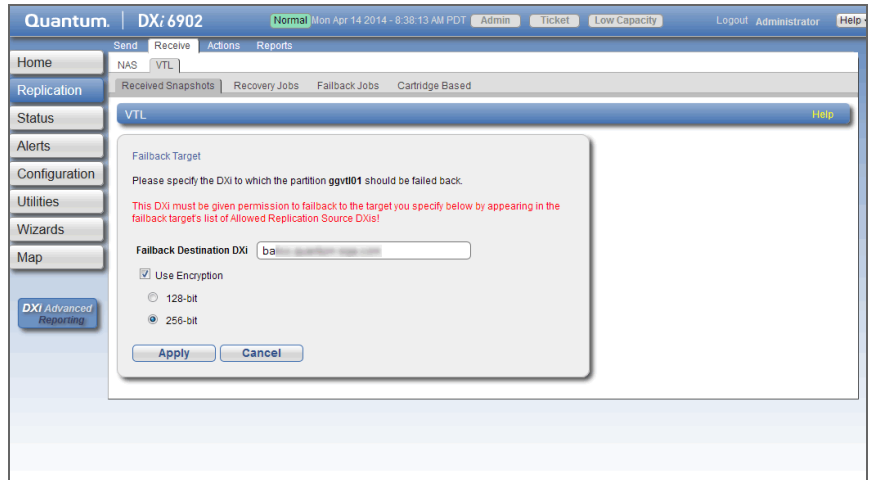 Quantum. DXi 6902 Normal Mon Apr 14 2014 - 8:38:13 AM PDT Admin Ticket Low Capacity Logout Administrator Help
Send Receive Actions Reports
Home
NAS VTL
Replication
Received Snapshots Recovery Jobs Failback Jobs Cartridge Based
Status
VTL Help
Alerts
Configuration
Utilities
Wizards
Map
DXi Advanced
Reporting
Failback Target
Please specify the DXi to which the partition ggvtl01 should be failed back.
This DXi must be given permission to failback to the target you specify below by appearing in the
failback target's list of Allowed Replication Source DXis!
Failback Destination DXi
Use Encryption
128-bit
256-bit
Apply Cancel